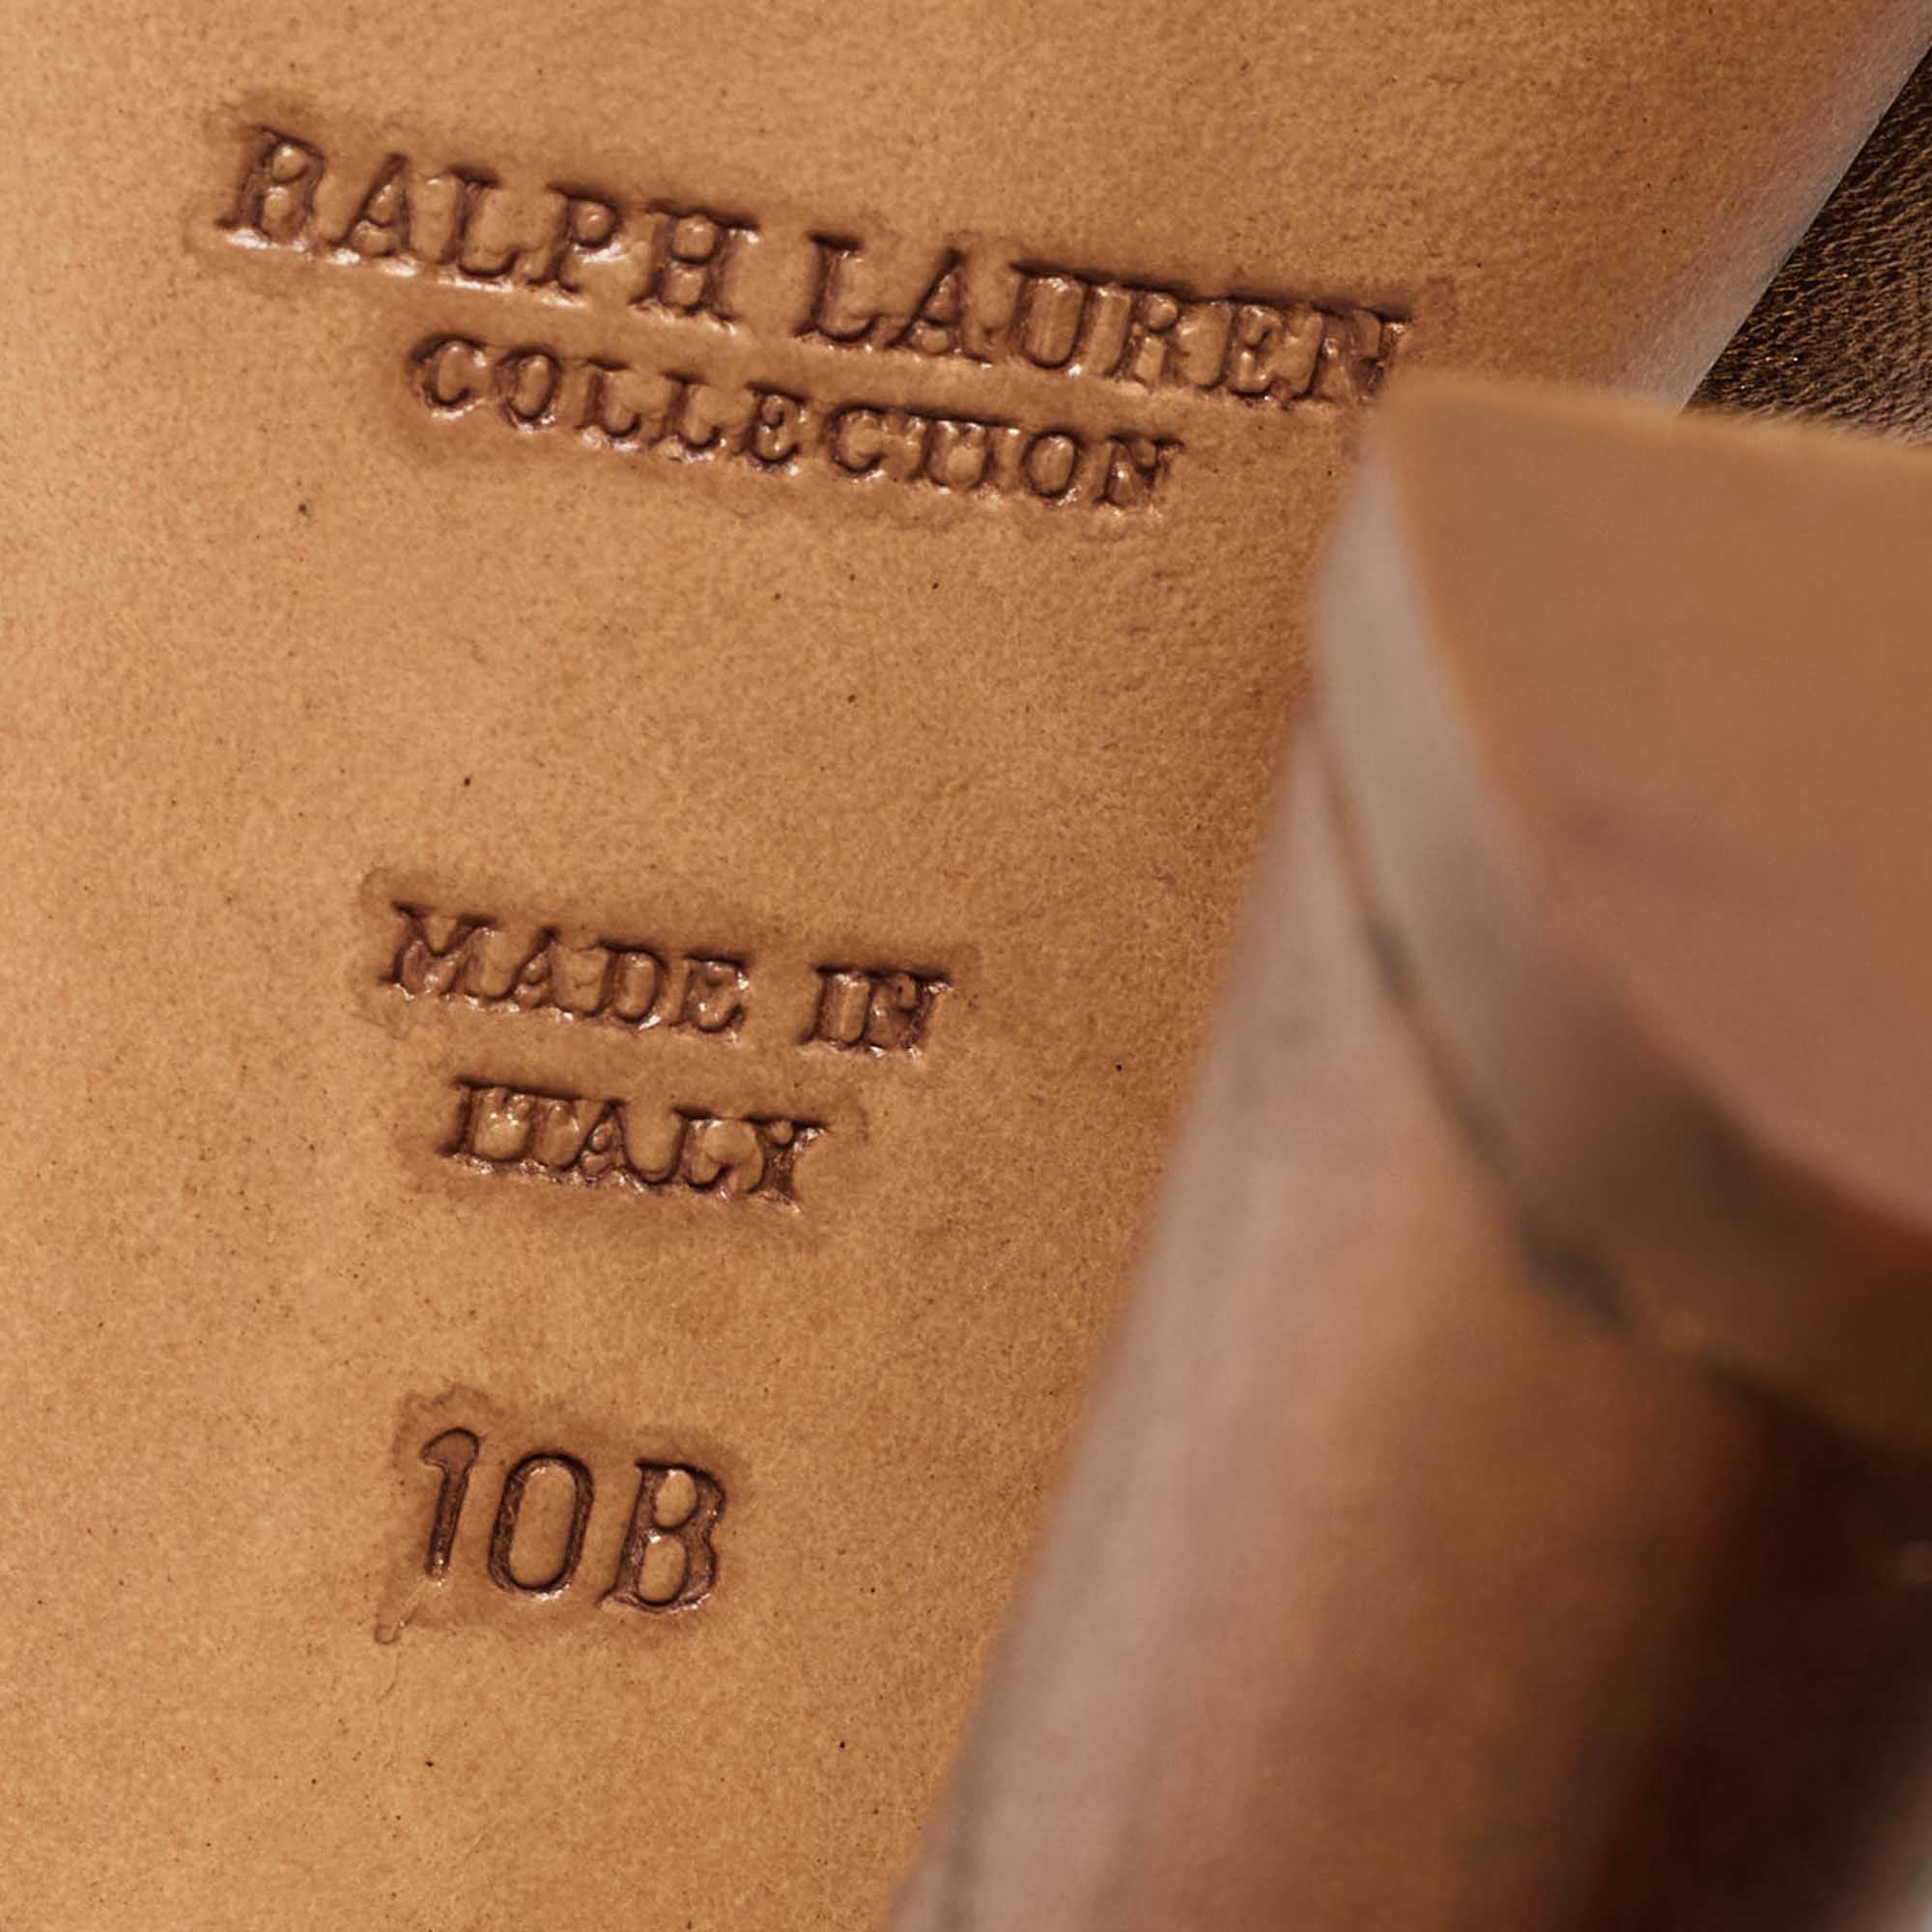 RALPH LAUREN
COLLECTION
MADE IN
ITALY
10B